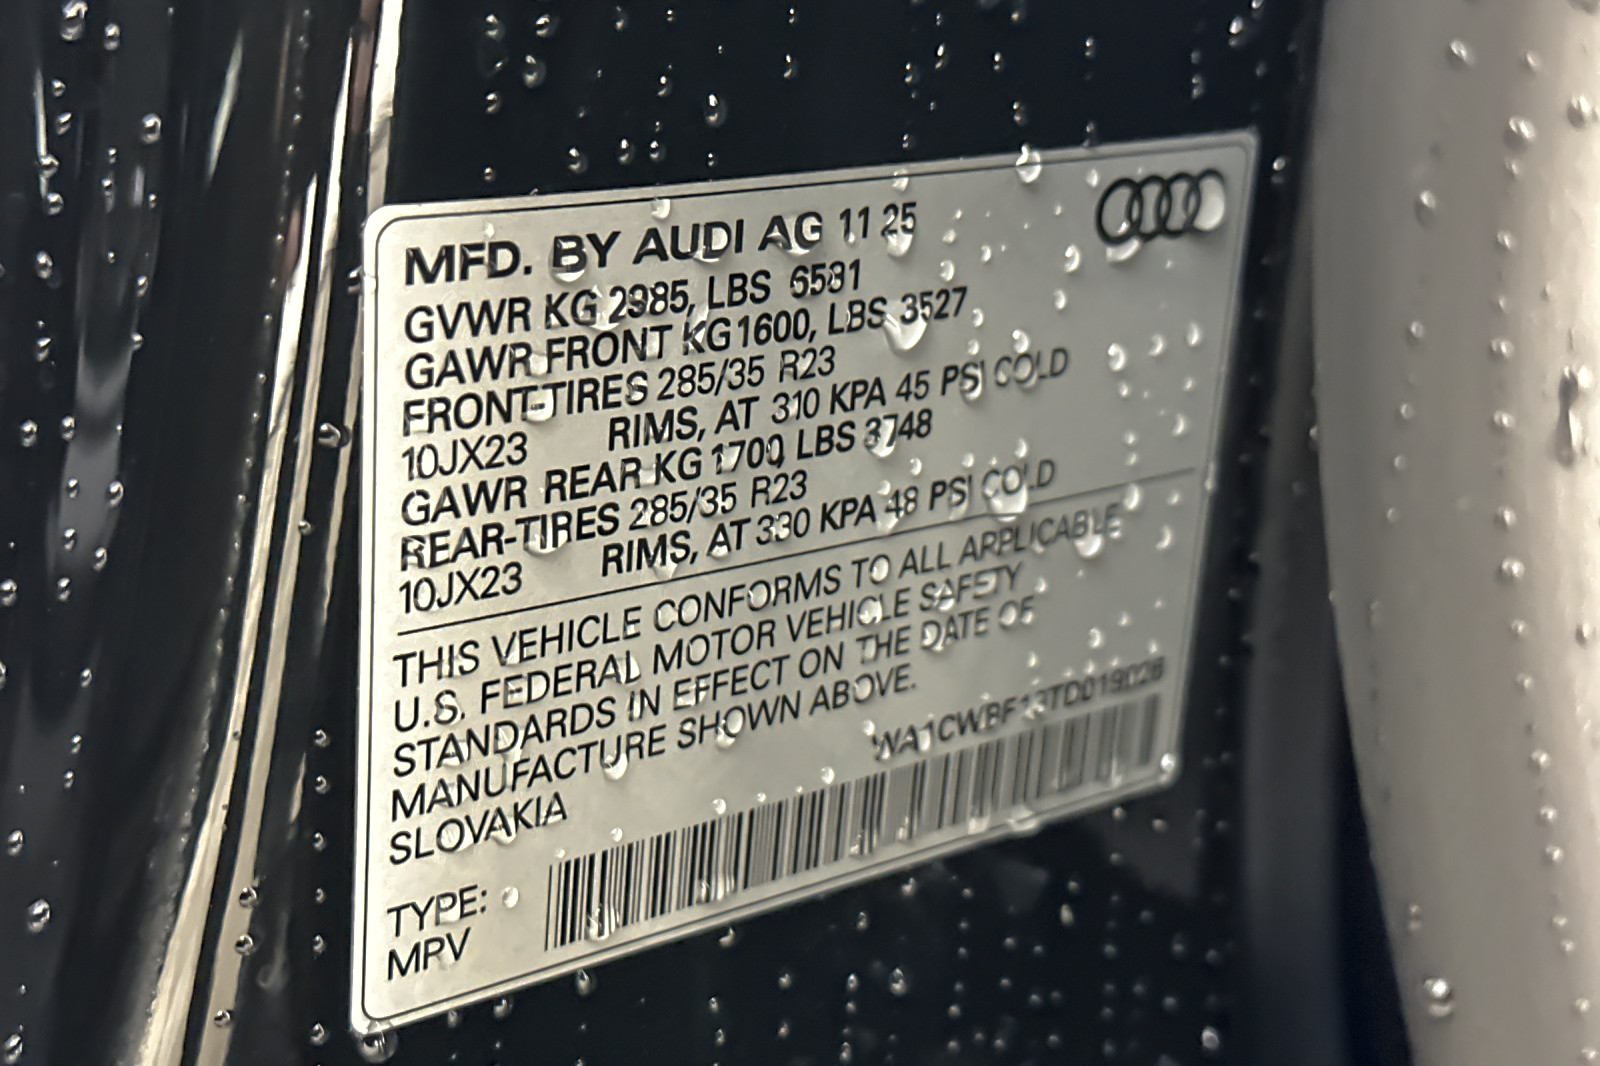 MFD. BY AUDI AG 11 25
GVWR KG 2985, LBS 6581
GAWR FRONT KG 1600, LBS 3527,
FRONT-TIRES 285/35 R23
10JX23 RIMS, AT 310 KPA 45 PSI COLD
GAWR REAR KG 1700 LBS 3748
REAR-TIRES 285/35 R23
10JX23 RIMS, AT 330 KPA 48 PSI COLD
THIS VEHICLE CONFORMS TO ALL APPLICABLE
U.S. FEDERAL MOTOR VEHICLE SAFETY
STANDARDS IN EFFECT ON THE DATE OF
MANUFACTURE SHOWN ABOVE.
SLOVAKIA
TYPE:
MPV